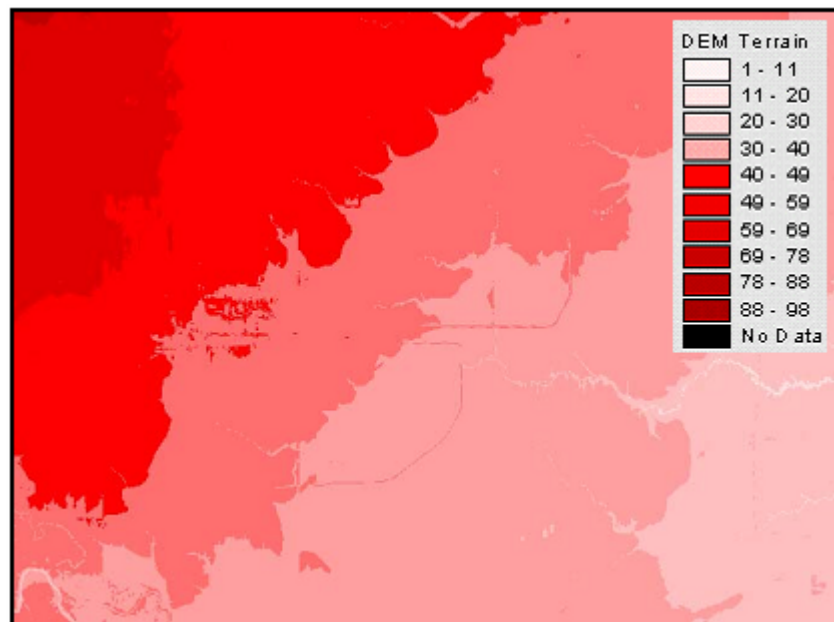 DEM Terrain
1 - 11
11 - 20
20 - 30
30 - 40
40 - 49
49 - 59
59 - 69
69 - 78
78 - 88
88 - 98
No Data